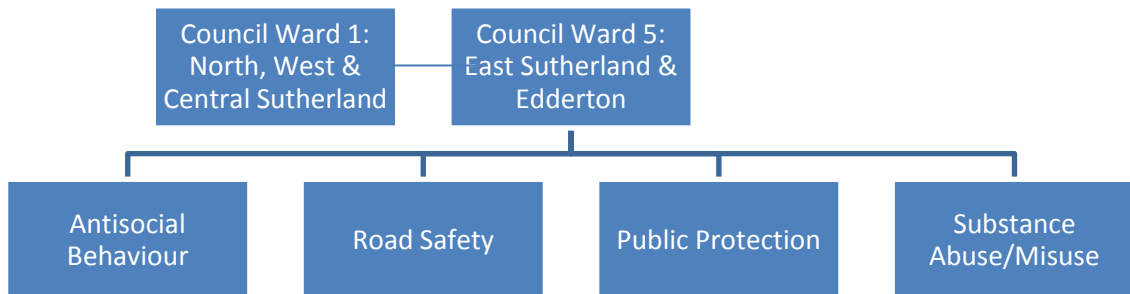 Council Ward 1:
North, West &
Central Sutherland
Council Ward 5:
East Sutherland &
Edderton
Antisocial
Behaviour
Road Safety
Public Protection
Substance
Abuse/Misuse